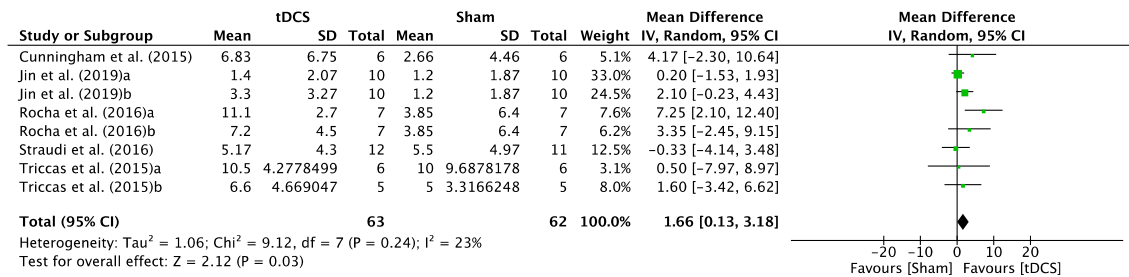 tDCS Sham Mean Difference Mean Difference
Study or Subgroup Mean SD Total Mean SD Total Weight IV, Random, 95% CI IV, Random, 95% CI
Cunningham et al. (2015) 6.83 6.75 6 2.66 4.46 6 5.1% 4.17 [-2.30, 10.64]
Jin et al. (2019)a 1.4 2.07 10 1.2 1.87 10 33.0% 0.20 [-1.53, 1.93]
Jin et al. (2019)b 3.3 3.27 10 1.2 1.87 10 24.5% 2.10 [-0.23, 4.43]
Rocha et al. (2016)a 11.1 2.7 7 3.85 6.4 7 7.6% 7.25 [2.10, 12.40]
Rocha et al. (2016)b 7.2 4.5 7 3.85 6.4 7 6.2% 3.35 [-2.45, 9.15]
Straudi et al. (2016) 5.17 4.3 12 5.5 4.97 11 12.5% -0.33 [-4.14, 3.48]
Triccas et al. (2015)a 10.5 4.2778499 6 10 9.6878178 6 3.1% 0.50 [-7.97, 8.97]
Triccas et al. (2015)b 6.6 4.669047 5 5 3.3166248 5 8.0% 1.60 [-3.42, 6.62]
Total (95% CI) 63 62 100.0% 1.66 [0.13, 3.18]
Heterogeneity: Tau² = 1.06; Chi² = 9.12, df = 7 (P = 0.24); I² = 23%
Test for overall effect: Z = 2.12 (P = 0.03)
-20 -10 0 10 20
Favours [Sham] Favours [tDCS]